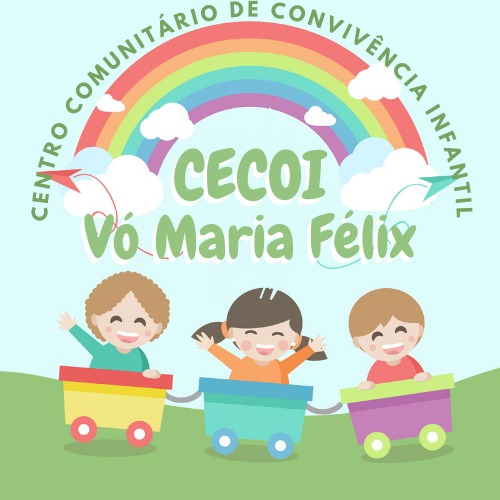 CENTRO COMUNITÁRIO DE CONVIVÊNCIA INFANTIL
CECOI
Vó Maria Félix